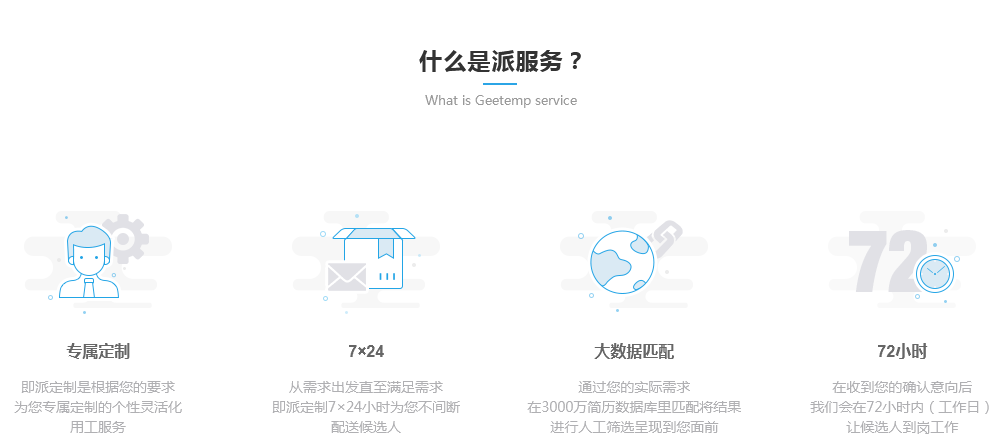 什么是派服务？
What is Geetemp service
72
专属定制
7×24
大数据匹配
72小时
即派定制是根据您的要求
为您专属定制的个性灵活化
用工服务
从需求出发直至满足需求
即派定制7×24小时为您不间断
配送候选人
通过您的实际需求
在3000万简历数据库里匹配将结果
进行人工筛选呈现到您面前
在收到您的确认意向后
我们会在72小时内（工作日）
让候选人到岗工作